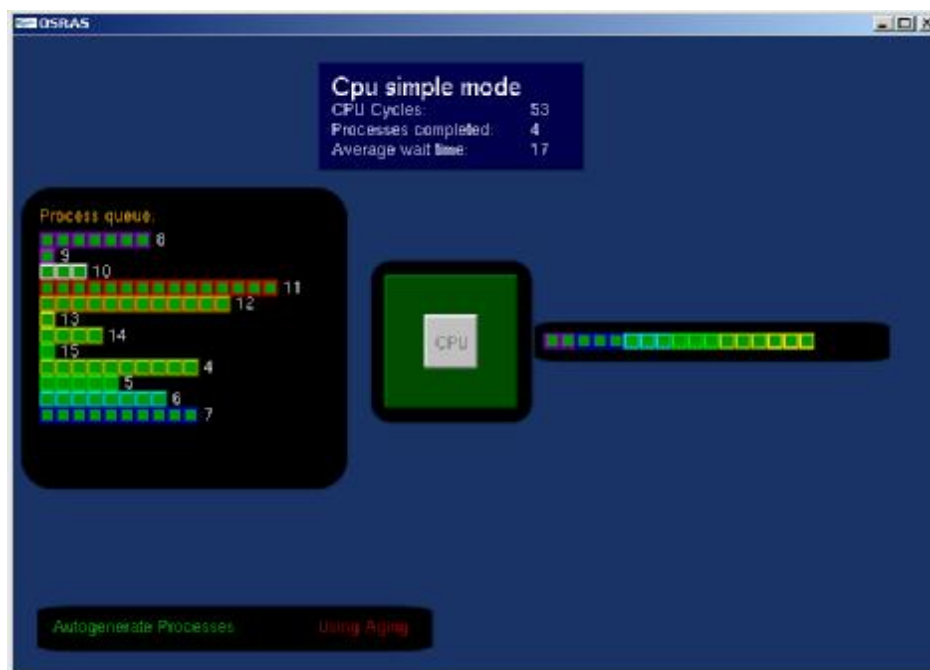 OSRAS
Cpu simple mode
CPU Cycles: 53
Processes completed: 4
Average wait time: 17
Process queue:
8
9
10
11
12
13
14
15
4
5
6
7
CPU
Autogenerate Processes Using Aging